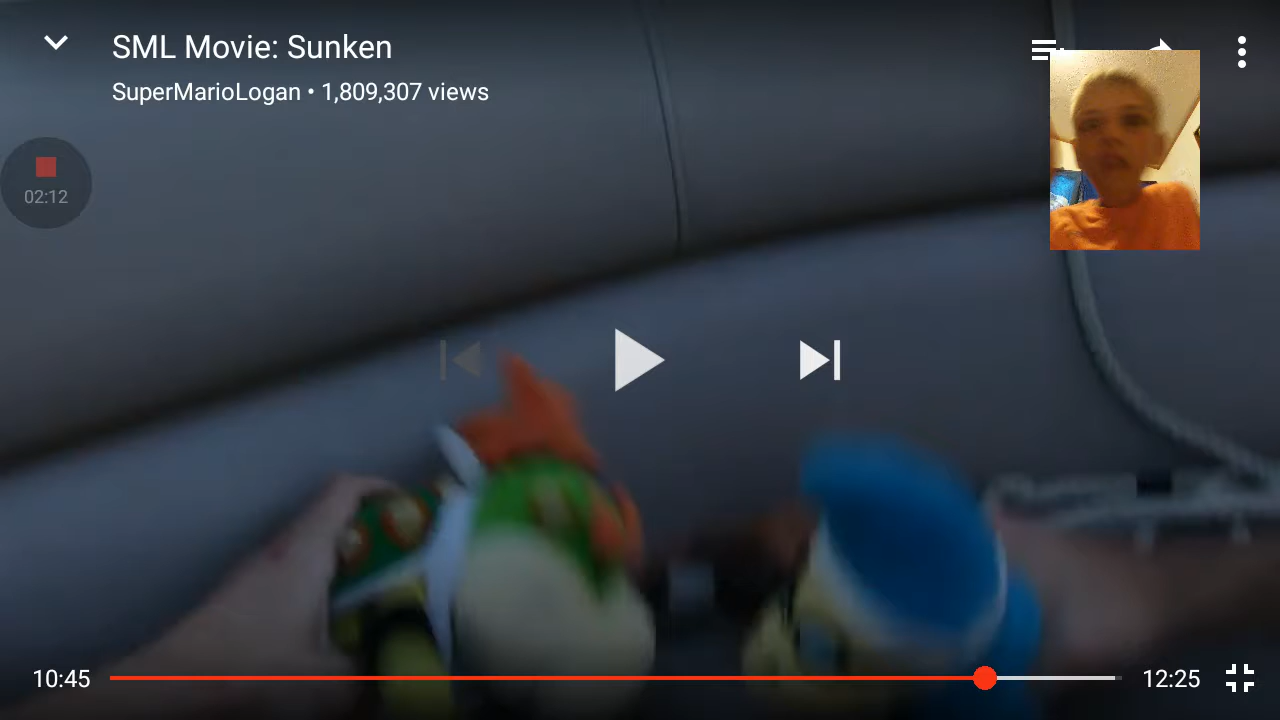 SML Movie: Sunken
SuperMarioLogan • 1,809,307 views
02:12
10:45
12:25